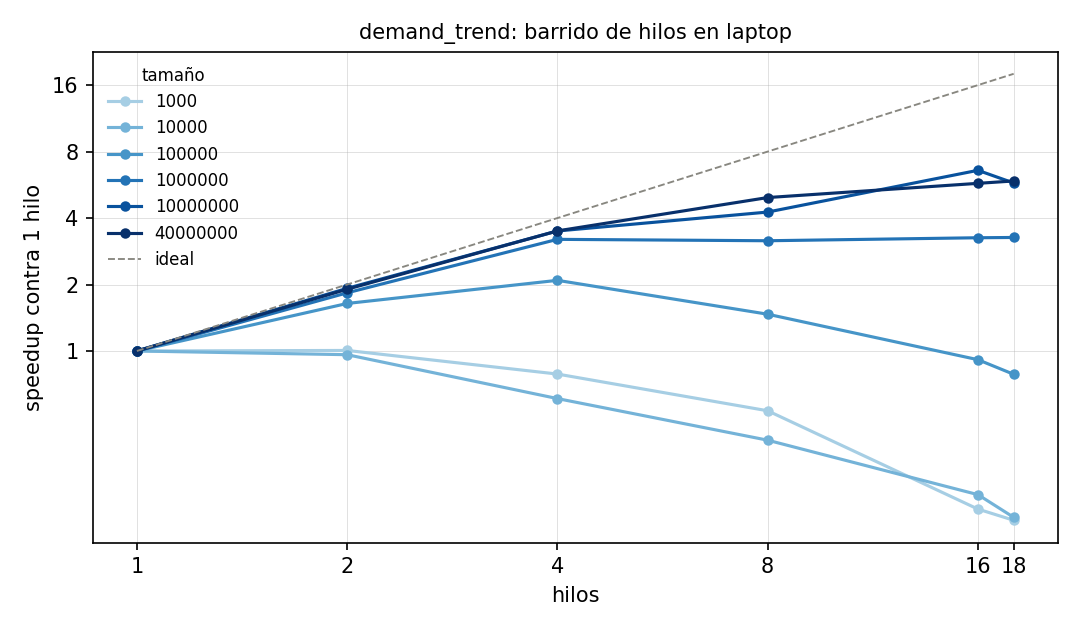 demand_trend: barrido de hilos en laptop
tamaño
1000
10000
100000
1000000
10000000
40000000
ideal
speedup contra 1 hilo
16
8
4
2
1
1 2 4 8 16 18
hilos